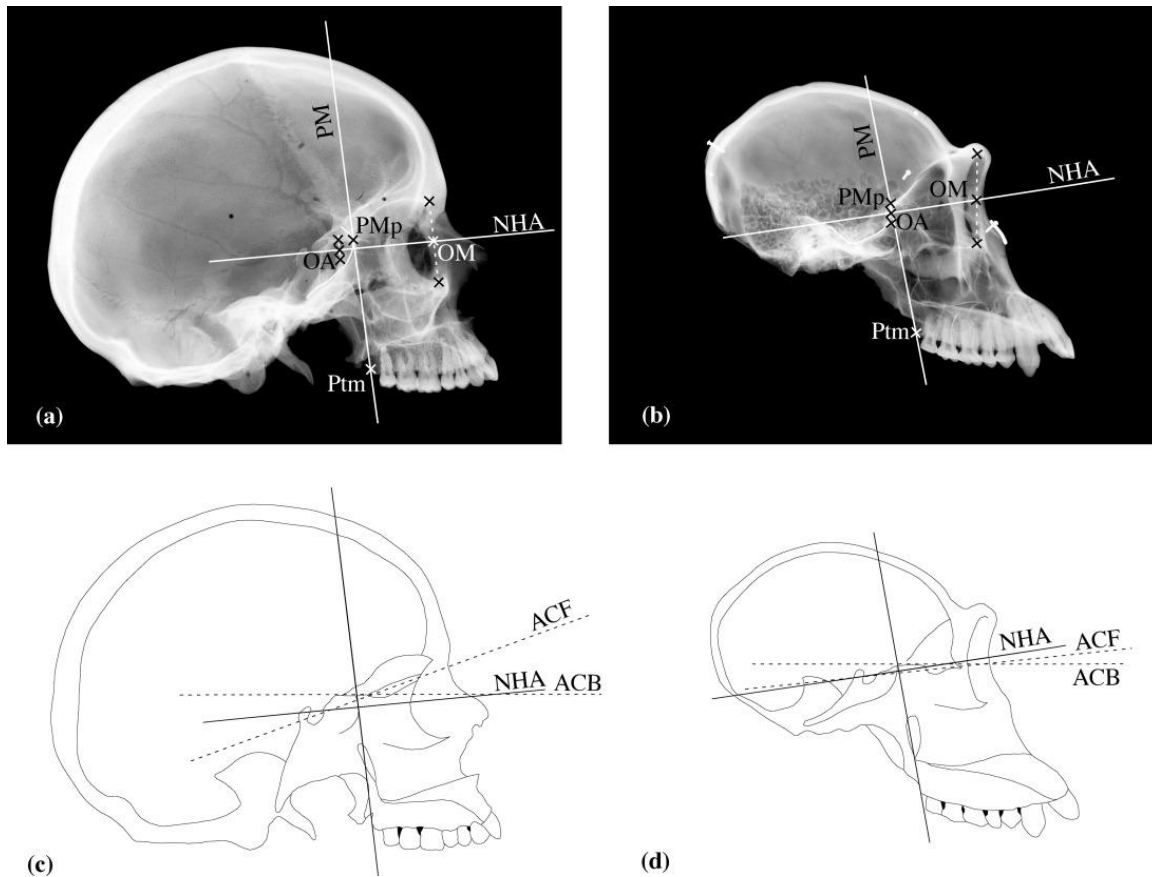 PM
PMp
NHA
OA
OM
Ptm
(a)
PM
NHA
OM
PMp
OA
Ptm
(b)
ACF
NHA
ACB
(c)
NHA
ACF
ACB
(d)